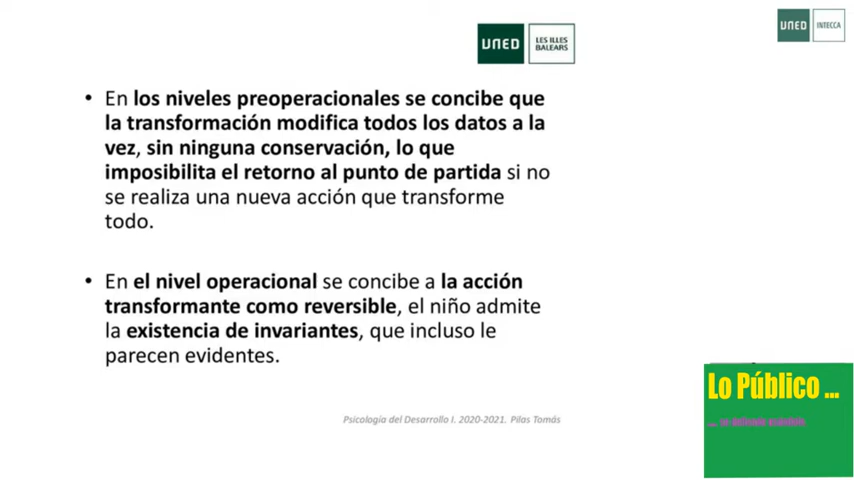 UNED
LES ILLES
BALEARS
UNED
INTECCA
• En los niveles preoperacionales se concibe que
la transformación modifica todos los datos a la
vez, sin ninguna conservación, lo que
imposibilita el retorno al punto de partida si no
se realiza una nueva acción que transforme
todo.
• En el nivel operacional se concibe a la acción
transformante como reversible, el niño admite
la existencia de invariantes, que incluso le
parecen evidentes.
Lo Público ...
Psicología del Desarrollo I. 2020-2021. Pilas Tomás